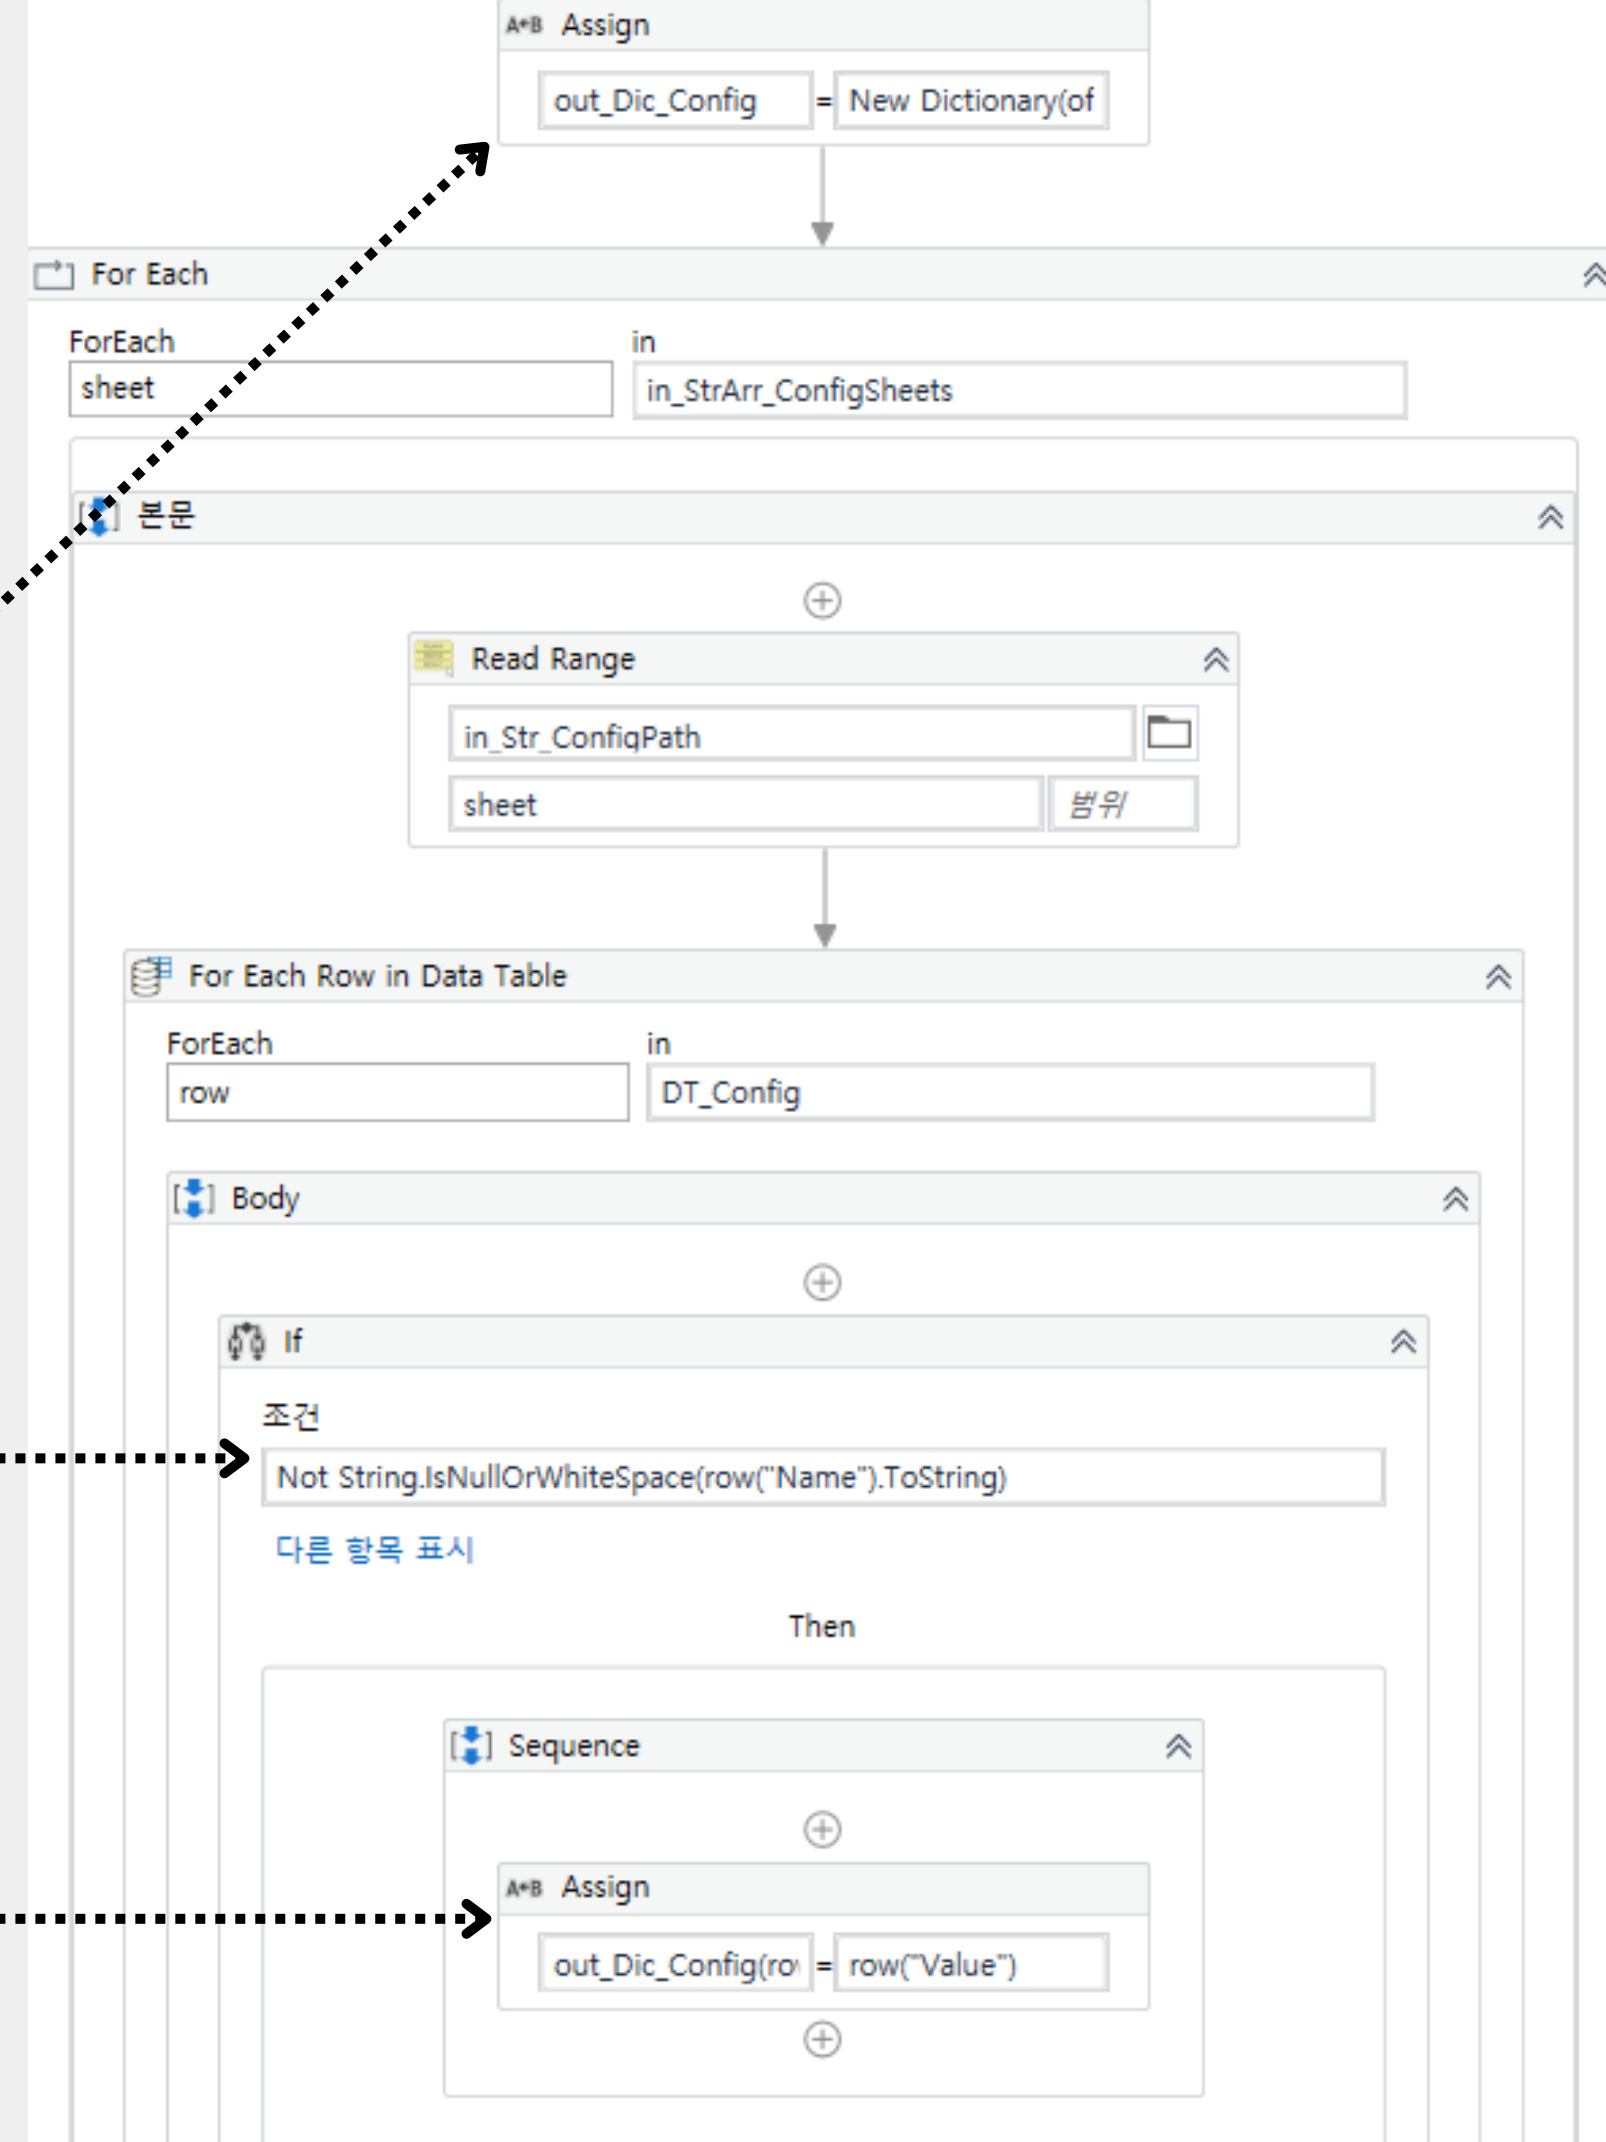 A←B Assign
out_Dic_Config = New Dictionary(of
For Each
ForEach in
sheet in_StrArr_ConfigSheets
본문
Read Range
in_Str_ConfigPath
sheet 범위
For Each Row in Data Table
ForEach in
row DT_Config
Body
If
조건
Not String.IsNullOrWhiteSpace(row("Name").ToString)
다른 항목 표시
Then
Sequence
A←B Assign
out_Dic_Config(rov = row("Value")